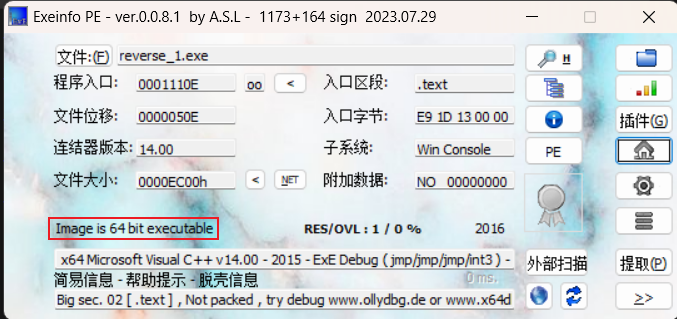 Exeinfo PE - ver.0.0.8.1 by A.S.L - 1173+164 sign 2023.07.29
文件:(F) reverse_1.exe H
程序入口: 0001110E oo < 入口区段: .text
文件位移: 0000050E 入口字节: E9 1D 13 00 00 插件(G)
连结器版本: 14.00 子系统: Win Console PE
文件大小: 0000EC00h < NET 附加数据: NO 00000000
Image is 64 bit executable RES/OVL : 1 / 0 % 2016
x64 Microsoft Visual C++ v14.00 - 2015 - ExE Debug ( jmp/jmp/jmp/int3 ) - 外部扫描 提取(P)
简易信息 - 帮助提示 - 脱壳信息 0 ms.
Big sec. 02 [ .text ] , Not packed , try debug www.ollydbg.de or www.x64d >>